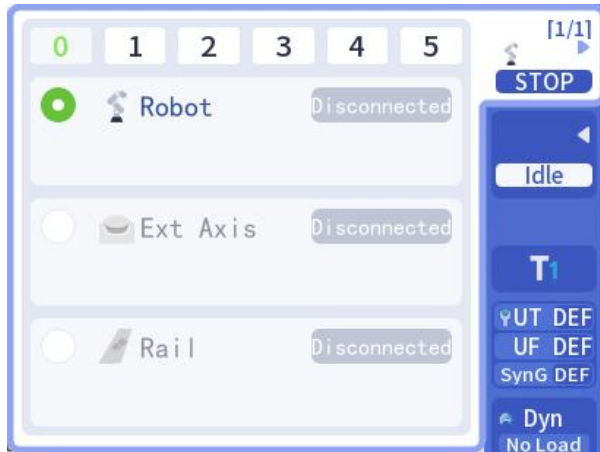 0 1 2 3 4 5
[1/1]
STOP
Robot Disconnected
Idle
Ext Axis Disconnected
T1
UT DEF
UF DEF
SynG DEF
Rail Disconnected
Dyn
No Load